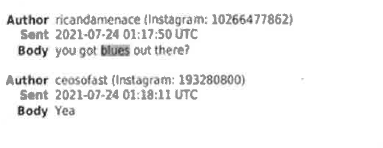 Author ricandamenace (Instagram: 10266477862)
Sent 2021-07-24 01:17:50 UTC
Body you got blues out there?
Author ceosofast (Instagram: 193280800)
Sent 2021-07-24 01:18:11 UTC
Body Yea